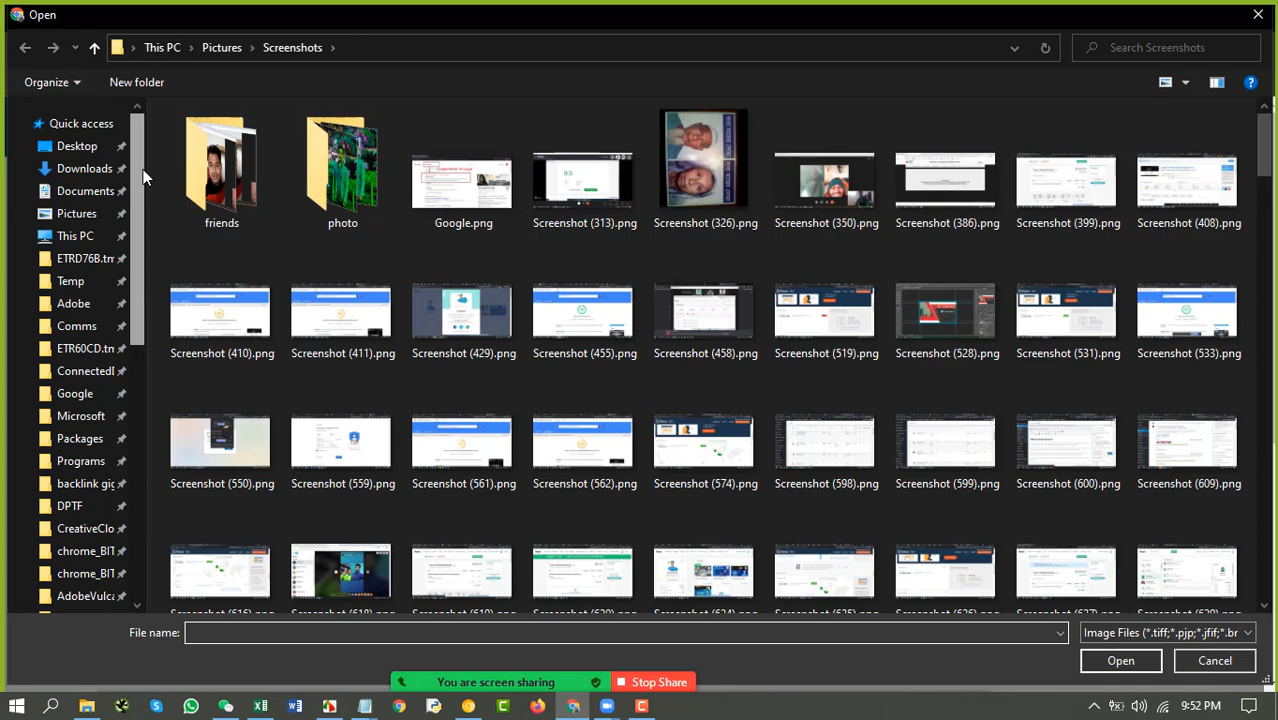 Open
This PC
Pictures
Screenshots
Search Screenshots
Organize
New folder
Quick access
Desktop
Downloads
Documents
Pictures
This PC
ETRD76B.tm
Temp
Adobe
Comms
ETR60CD.tm
ConnectedD
Google
Microsoft
Packages
Programs
backlink gig
DPTF
CreativeClo
chrome_BIT
chrome_BIT
AdobeVulca
friends
photo
Google.png
Screenshot (313).png
Screenshot (326).png
Screenshot (350).png
Screenshot (386).png
Screenshot (399).png
Screenshot (408).png
Screenshot (410).png
Screenshot (411).png
Screenshot (429).png
Screenshot (455).png
Screenshot (458).png
Screenshot (519).png
Screenshot (528).png
Screenshot (531).png
Screenshot (533).png
Screenshot (550).png
Screenshot (559).png
Screenshot (561).png
Screenshot (562).png
Screenshot (574).png
Screenshot (598).png
Screenshot (599).png
Screenshot (600).png
Screenshot (609).png
File name:
Image Files (*.tiff;*.pjp;*.jfif;*.br
Open
Cancel
You are screen sharing
Stop Share
9:52 PM